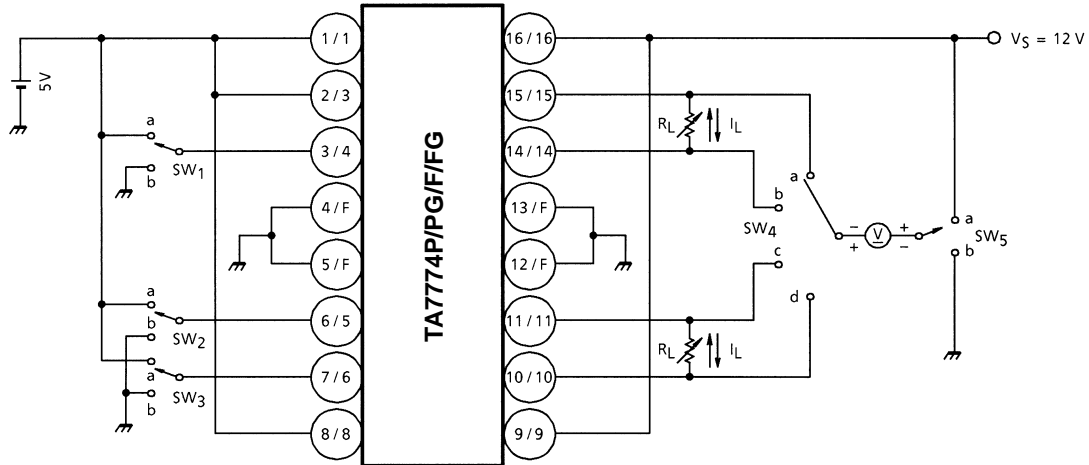 1 / 1
2 / 3
3 / 4
4 / F
5 / F
6 / 5
7 / 6
8 / 8
TA7774P/PG/F/FG
16 / 16
15 / 15
14 / 14
13 / F
12 / F
11 / 11
10 / 10
9 / 9
5V
a
b
SW1
a
b
SW2
a
b
SW3
VS = 12 V
RL
IL
a
b
SW4
c
d
− V +
+ −
a
b
SW5
RL
IL